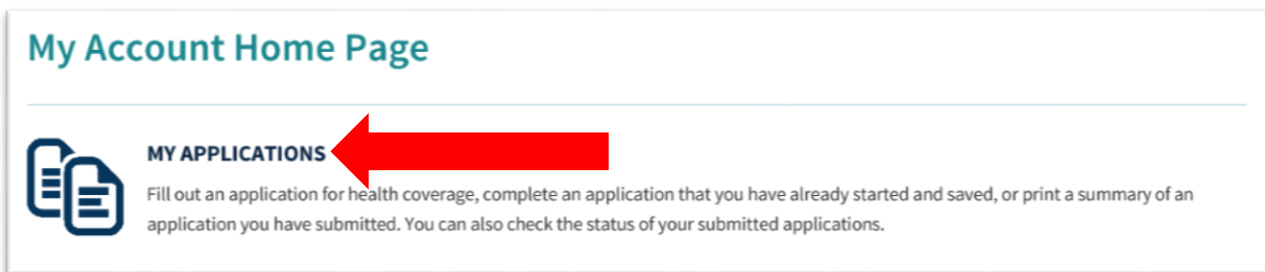 My Account Home Page
MY APPLICATIONS
Fill out an application for health coverage, complete an application that you have already started and saved, or print a summary of an
application you have submitted. You can also check the status of your submitted applications.